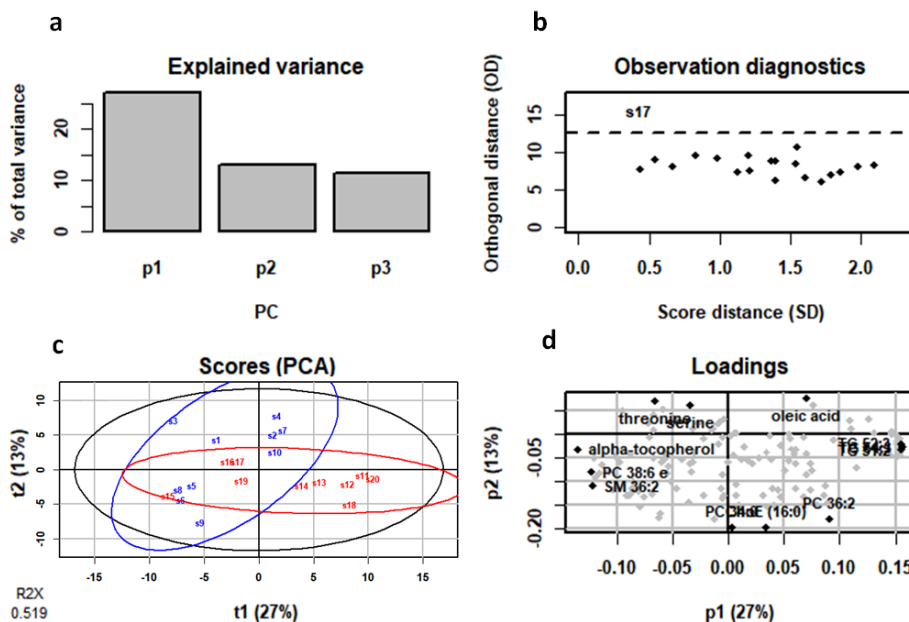 a
Explained variance
% of total variance
0
10
20
p1
p2
p3
PC
b
Observation diagnostics
Orthogonal distance (OD)
15
10
5
0
s17
0.0 0.5 1.0 1.5 2.0
Score distance (SD)
c
Scores (PCA)
t2 (13%)
10
5
0
-5
-10
s3
s4
s1
s2
s7
s10
s16
s17
s19
s8
s5
s15
s6
s9
s14
s13
s12
s11
s20
s18
-15 -10 -5 0 5 10 15
t1 (27%)
R2X
0.519
d
Loadings
p2 (13%)
-0.05
-0.20
threonine
serine
oleic acid
alpha-tocopherol
PC 38:6 e
SM 36:2
PC 36:2
(16:0)
-0.10 -0.05 0.00 0.05 0.10 0.15
p1 (27%)